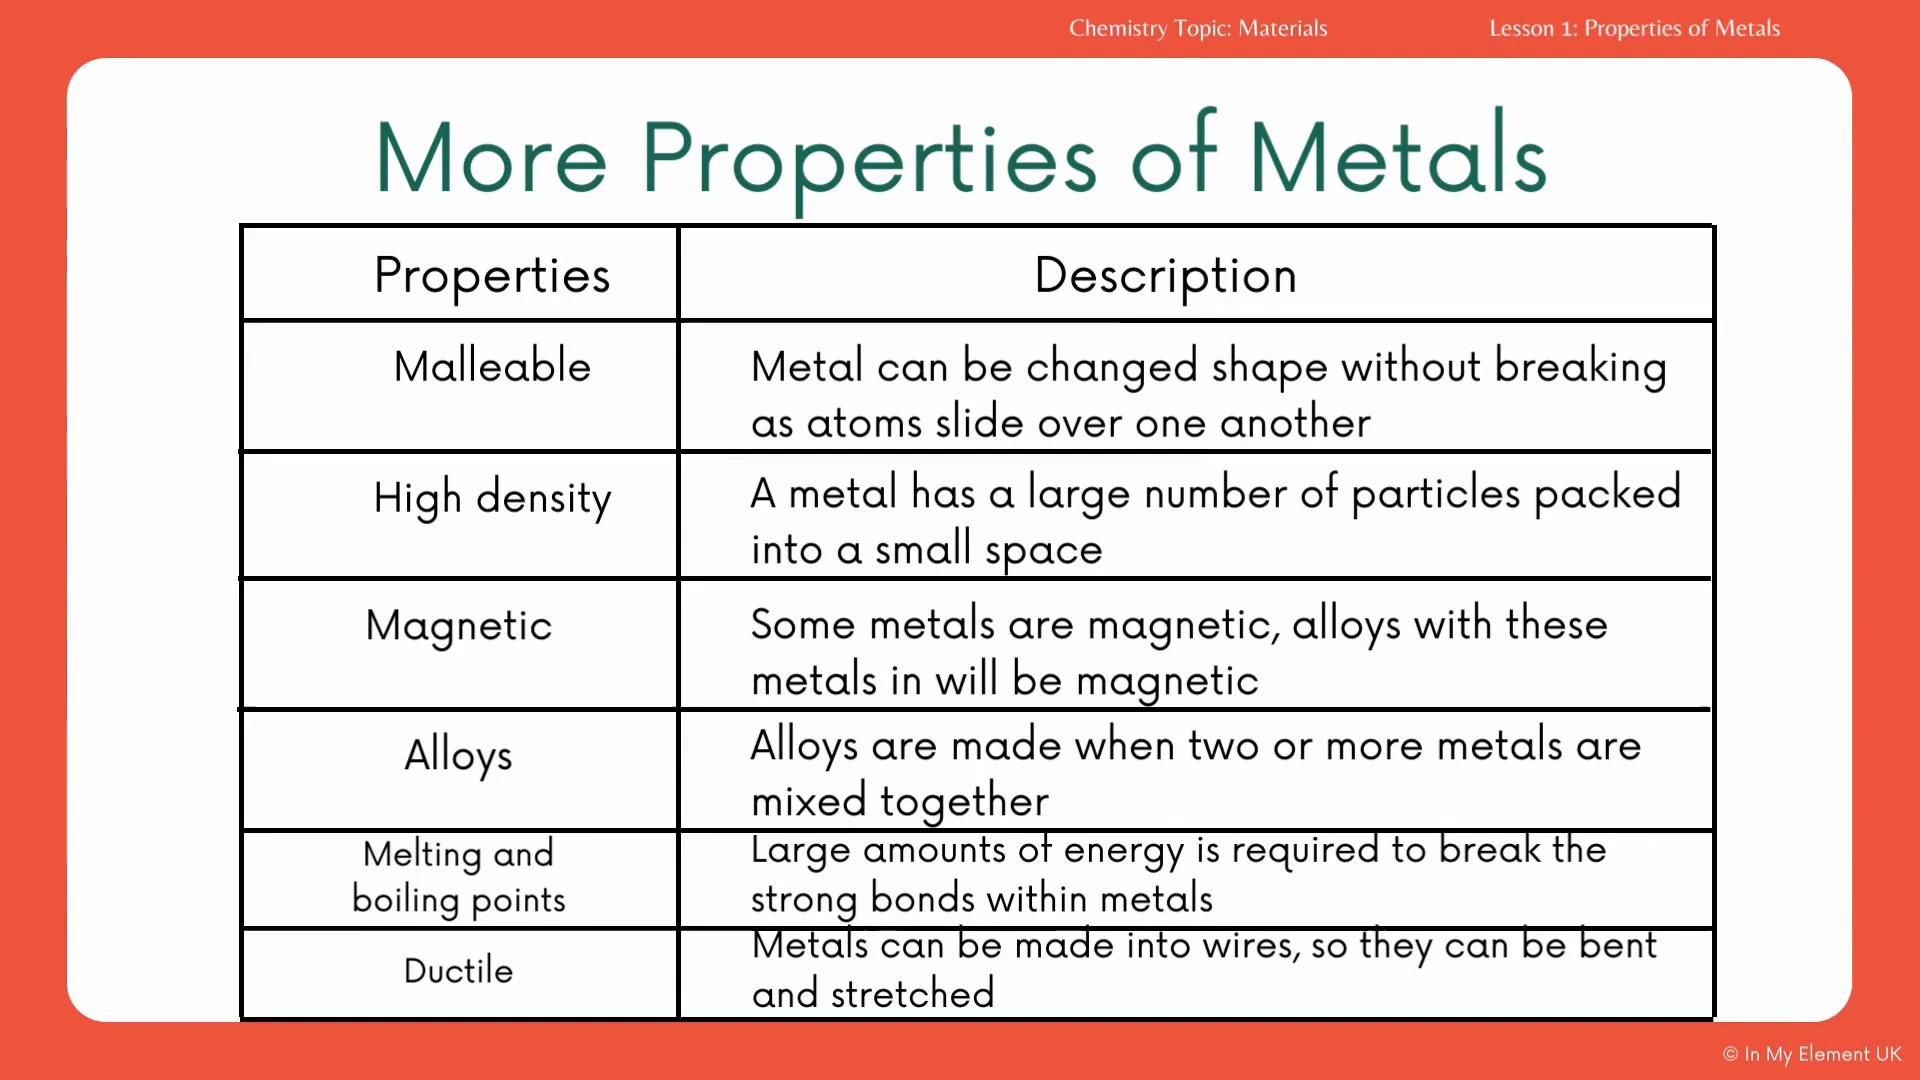 Chemistry Topic: Materials
Lesson 1: Properties of Metals
More Properties of Metals
Properties
Description
Malleable
Metal can be changed shape without breaking
as atoms slide over one another
High density
A metal has a large number of particles packed
into a small space
Magnetic
Some metals are magnetic, alloys with these
metals in will be magnetic
Alloys
Alloys are made when two or more metals are
mixed together
Melting and
boiling points
Large amounts of energy is required to break the
strong bonds within metals
Ductile
Metals can be made into wires, so they can be bent
and stretched
© In My Element UK